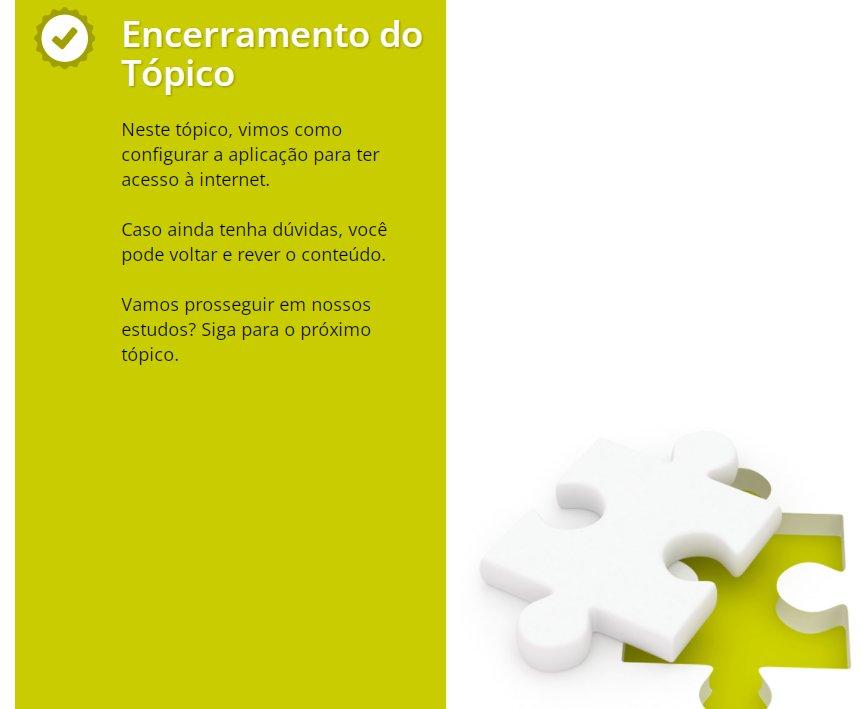 Encerramento do
Tópico
Neste tópico, vimos como
configurar a aplicação para ter
acesso à internet.
Caso ainda tenha dúvidas, você
pode voltar e rever o conteúdo.
Vamos prosseguir em nossos
estudos? Siga para o próximo
tópico.